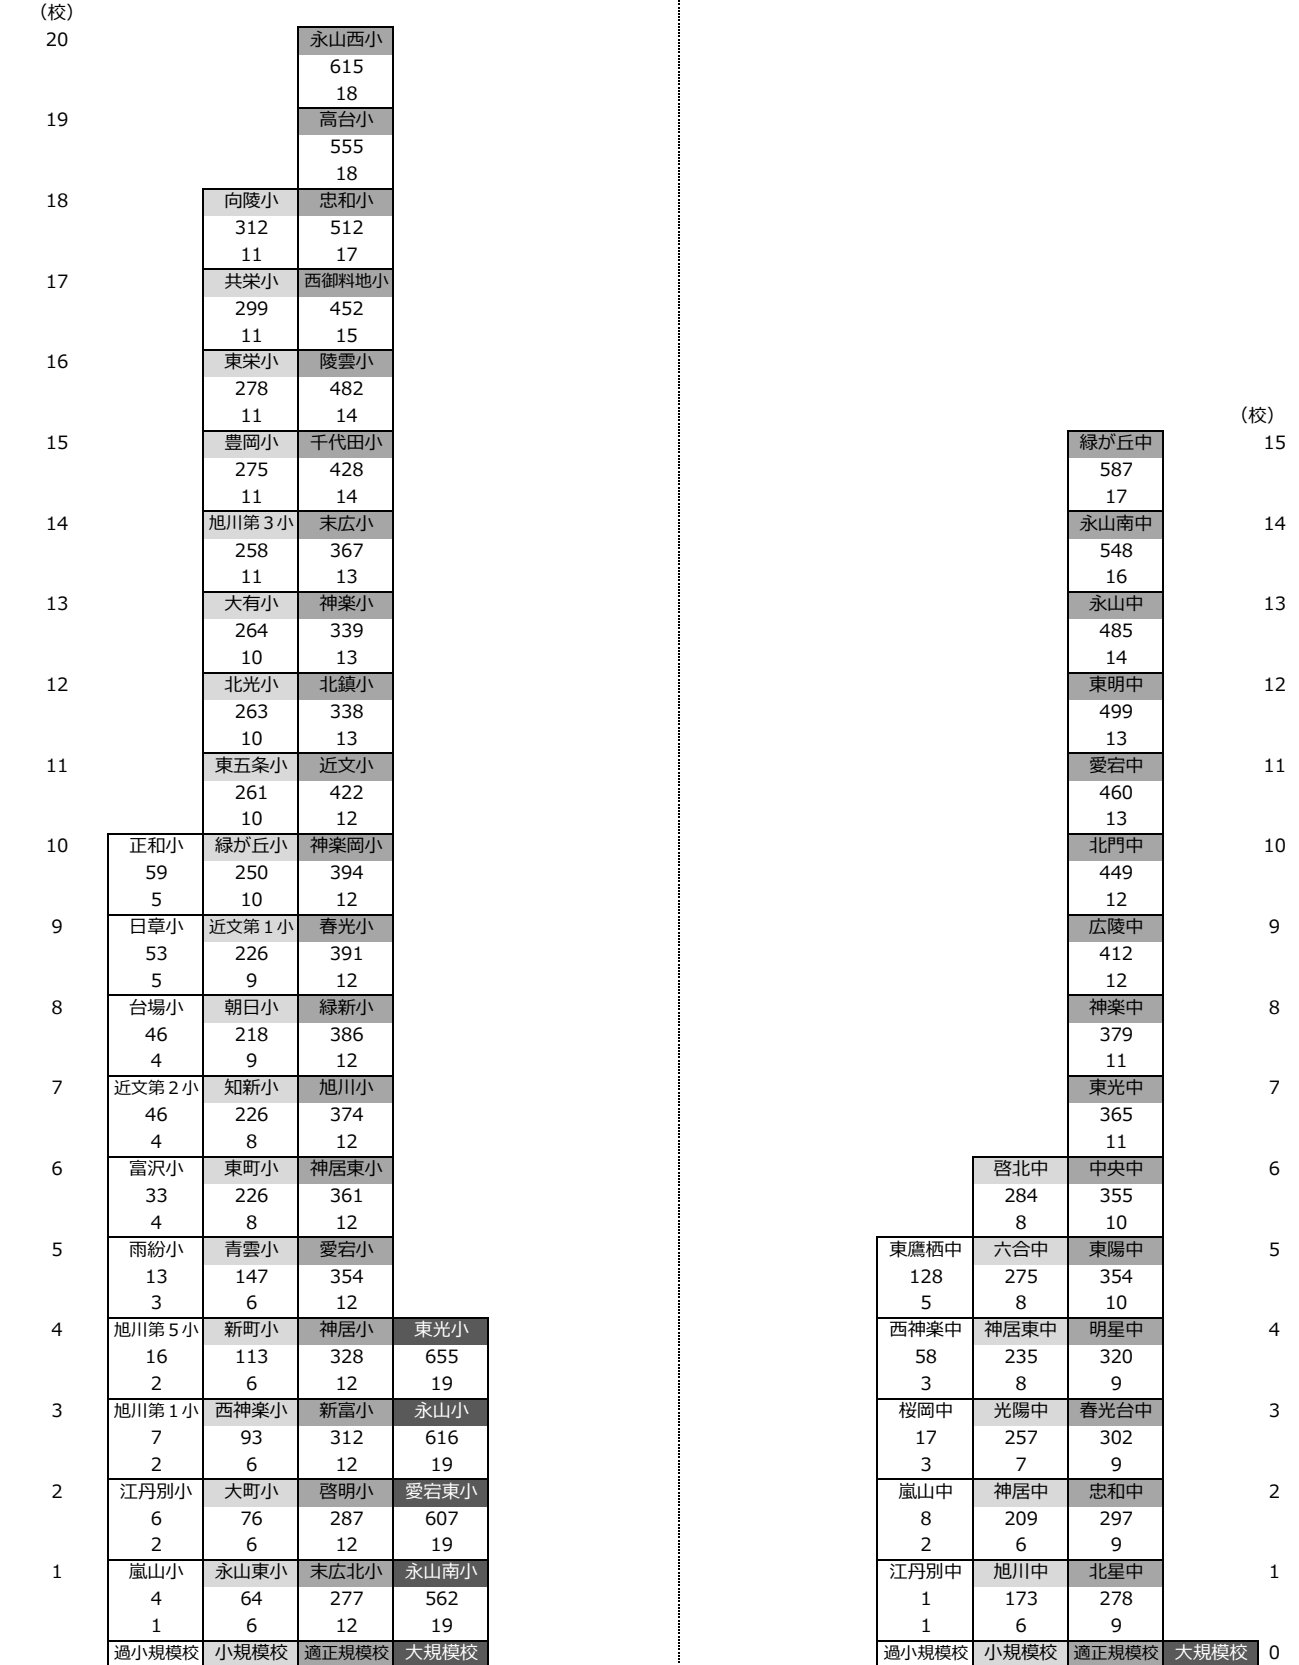 （校）
20 永山西小
615
18
19 高台小
555
18
18 向陵小 忠和小
312 512
11 17
17 共栄小 西御料地小
299 452
11 15
16 東栄小 陵雲小
278 482
11 14 （校）
15 豊岡小 千代田小 緑が丘中 15
275 428 587
11 14 17
14 旭川第３小 末広小 永山南中 14
258 367 548
11 13 16
13 大有小 神楽小 永山中 13
264 339 485
10 13 14
12 北光小 北鎮小 東明中 12
263 338 499
10 13 13
11 東五条小 近文小 愛宕中 11
261 422 460
10 12 13
10 正和小 緑が丘小 神楽岡小 北門中 10
59 250 394 449
5 10 12 12
9 日章小 近文第１小 春光小 広陵中 9
53 226 391 412
5 9 12 12
8 台場小 朝日小 緑新小 神楽中 8
46 218 386 379
4 9 12 11
7 近文第２小 知新小 旭川小 東光中 7
46 226 374 365
4 8 12 11
6 富沢小 東町小 神居東小 啓北中 中央中 6
33 226 361 284 355
4 8 12 8 10
5 雨紛小 青雲小 愛宕小 東鷹栖中 六合中 東陽中 5
13 147 354 128 275 354
3 6 12 5 8 10
4 旭川第５小 新町小 神居小 東光小 西神楽中 神居東中 明星中 4
16 113 328 655 58 235 320
2 6 12 19 3 8 9
3 旭川第１小 西神楽小 新富小 永山小 桜岡中 光陽中 春光台中 3
7 93 312 616 17 257 302
2 6 12 19 3 7 9
2 江丹別小 大町小 啓明小 愛宕東小 嵐山中 神居中 忠和中 2
6 76 287 607 8 209 297
2 6 12 19 2 6 9
1 嵐山小 永山東小 末広北小 永山南小 江丹別中 旭川中 北星中 1
4 64 277 562 1 173 278
1 6 12 19 1 6 9
過小規模校 小規模校 適正規模校 大規模校 過小規模校 小規模校 適正規模校 大規模校 0